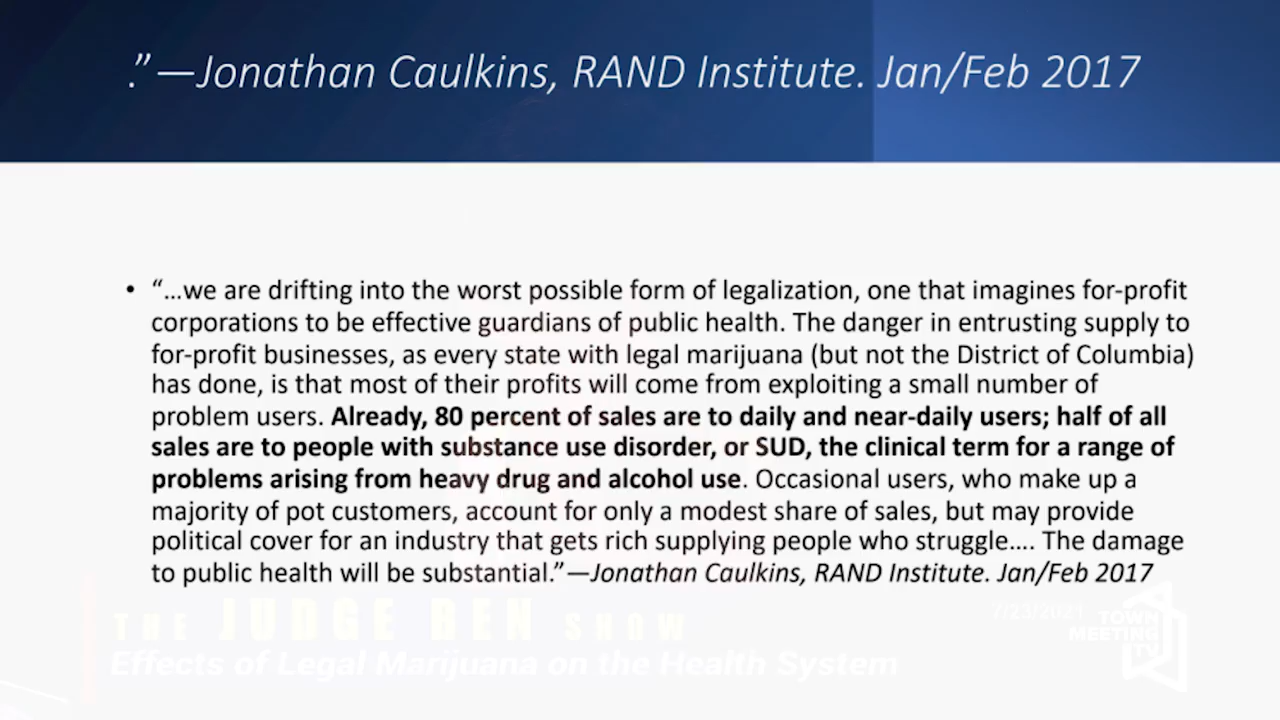 .”—Jonathan Caulkins, RAND Institute. Jan/Feb 2017
• “…we are drifting into the worst possible form of legalization, one that imagines for-profit
corporations to be effective guardians of public health. The danger in entrusting supply to
for-profit businesses, as every state with legal marijuana (but not the District of Columbia)
has done, is that most of their profits will come from exploiting a small number of
problem users. Already, 80 percent of sales are to daily and near-daily users; half of all
sales are to people with substance use disorder, or SUD, the clinical term for a range of
problems arising from heavy drug and alcohol use. Occasional users, who make up a
majority of pot customers, account for only a modest share of sales, but may provide
political cover for an industry that gets rich supplying people who struggle…. The damage
to public health will be substantial.”—Jonathan Caulkins, RAND Institute. Jan/Feb 2017
THE JUDGE BEN SHOW
Effects of Legal Marijuana on the Health System
7/23/2021
TOWN
MEETING
TV